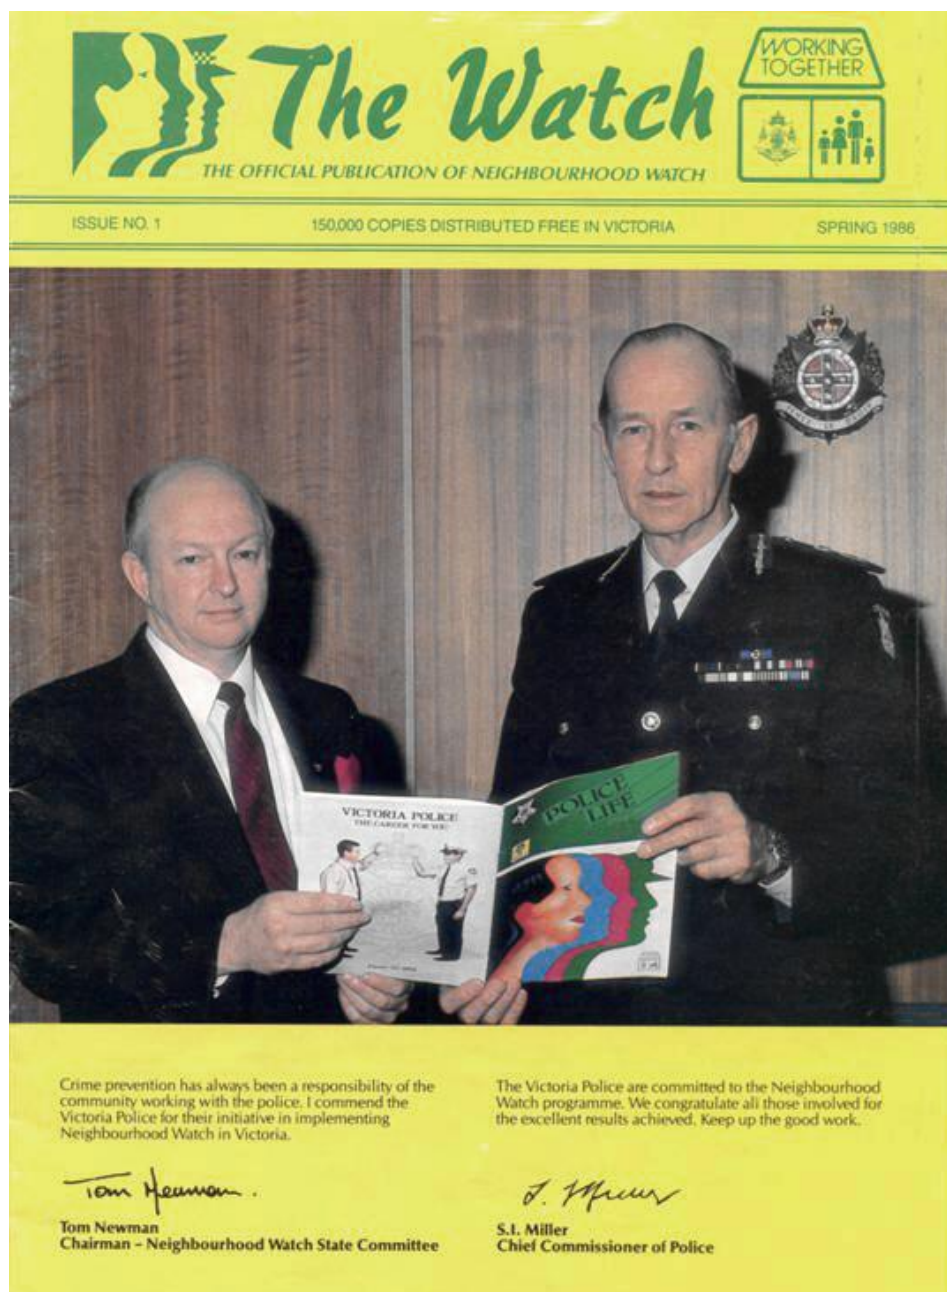 The Watch
WORKING
TOGETHER
THE OFFICIAL PUBLICATION OF NEIGHBOURHOOD WATCH
ISSUE NO. 1
150,000 COPIES DISTRIBUTED FREE IN VICTORIA
SPRING 1986
VICTORIA POLICE
THE CAREER FOR YOU
POLICE
LIFE
Crime prevention has always been a responsibility of the
community working with the police. I commend the
Victoria Police for their initiative in implementing
Neighbourhood Watch in Victoria.
The Victoria Police are committed to the Neighbourhood
Watch programme. We congratulate all those involved for
the excellent results achieved. Keep up the good work.
Tom Newman.
Tom Newman
Chairman – Neighbourhood Watch State Committee
S. I. Miller
S.I. Miller
Chief Commissioner of Police